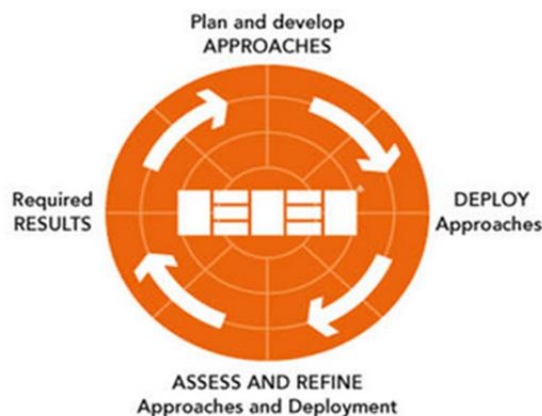 Plan and develop
APPROACHES
Required
RESULTS
DEPLOY
Approaches
ASSESS AND REFINE
Approaches and Deployment